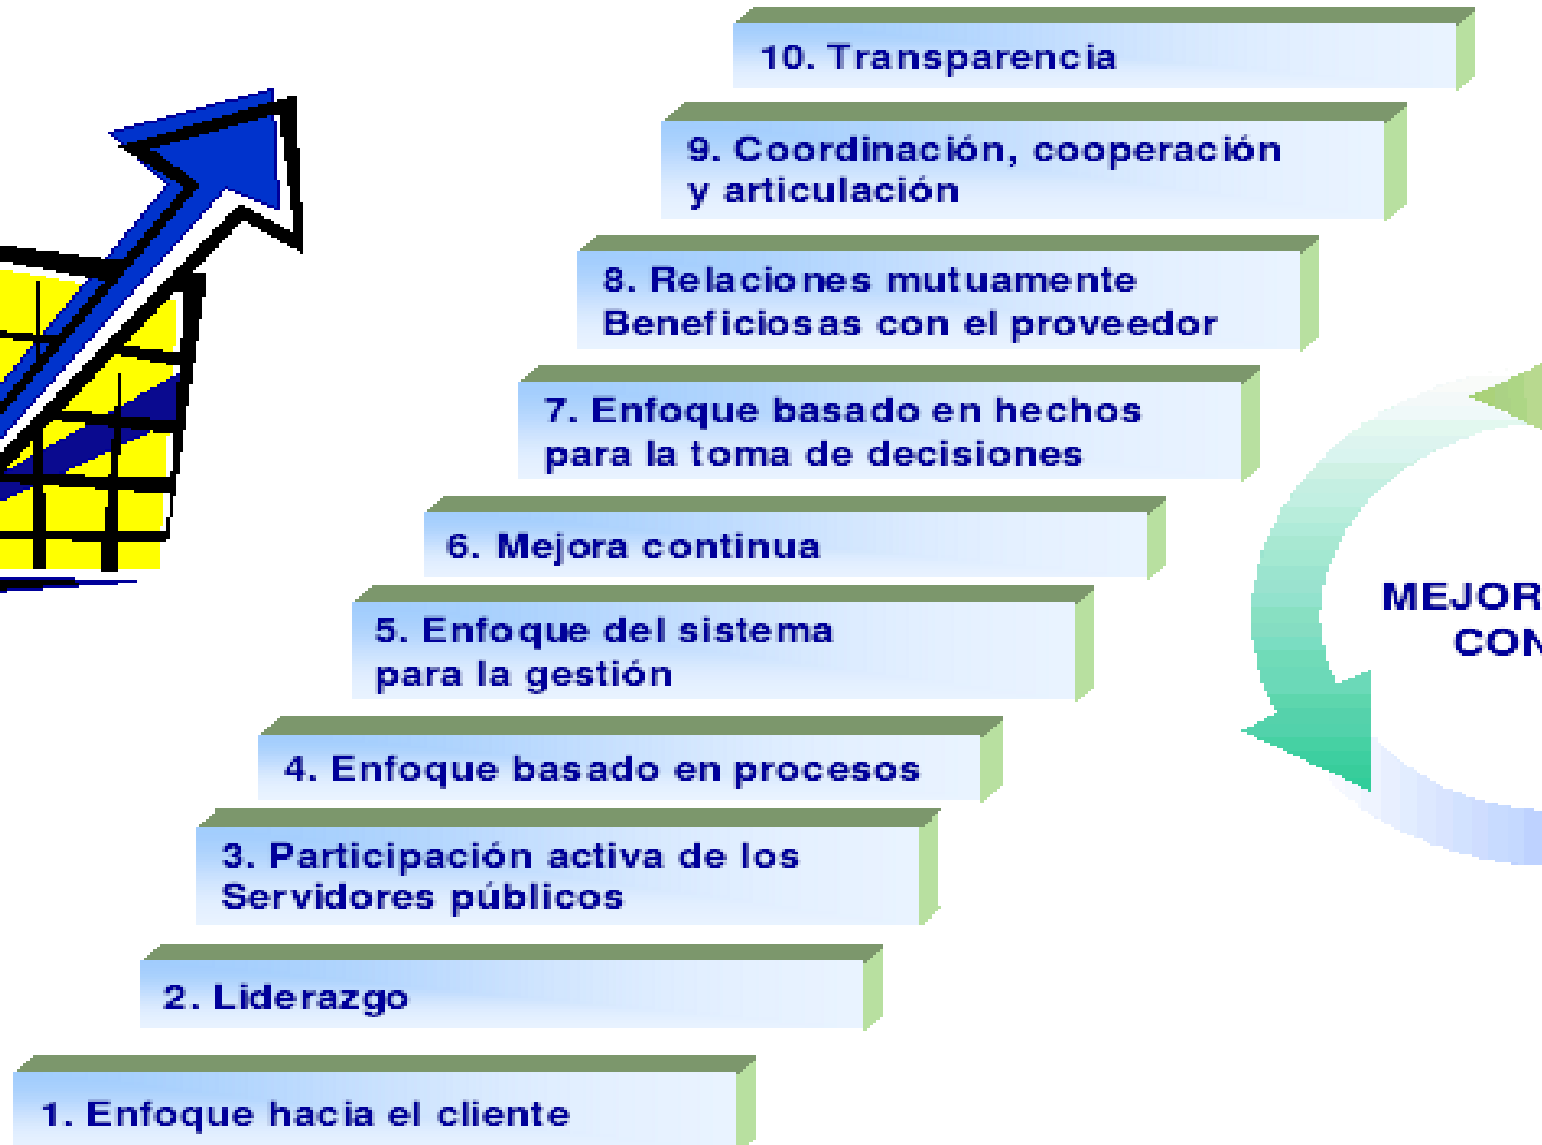 10. Transparencia
9. Coordinación, cooperación
y articulación
8. Relaciones mutuamente
Beneficiosas con el proveedor
7. Enfoque basado en hechos
para la toma de decisiones
6. Mejora continua
5. Enfoque del sistema
para la gestión
4. Enfoque basado en procesos
3. Participación activa de los
Servidores públicos
2. Liderazgo
1. Enfoque hacia el cliente
MEJOR
CON